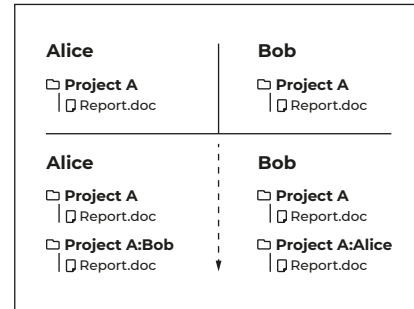 Alice
Project A
Report.doc
Bob
Project A
Report.doc
Alice
Project A
Report.doc
Project A:Bob
Report.doc
Bob
Project A
Report.doc
Project A:Alice
Report.doc